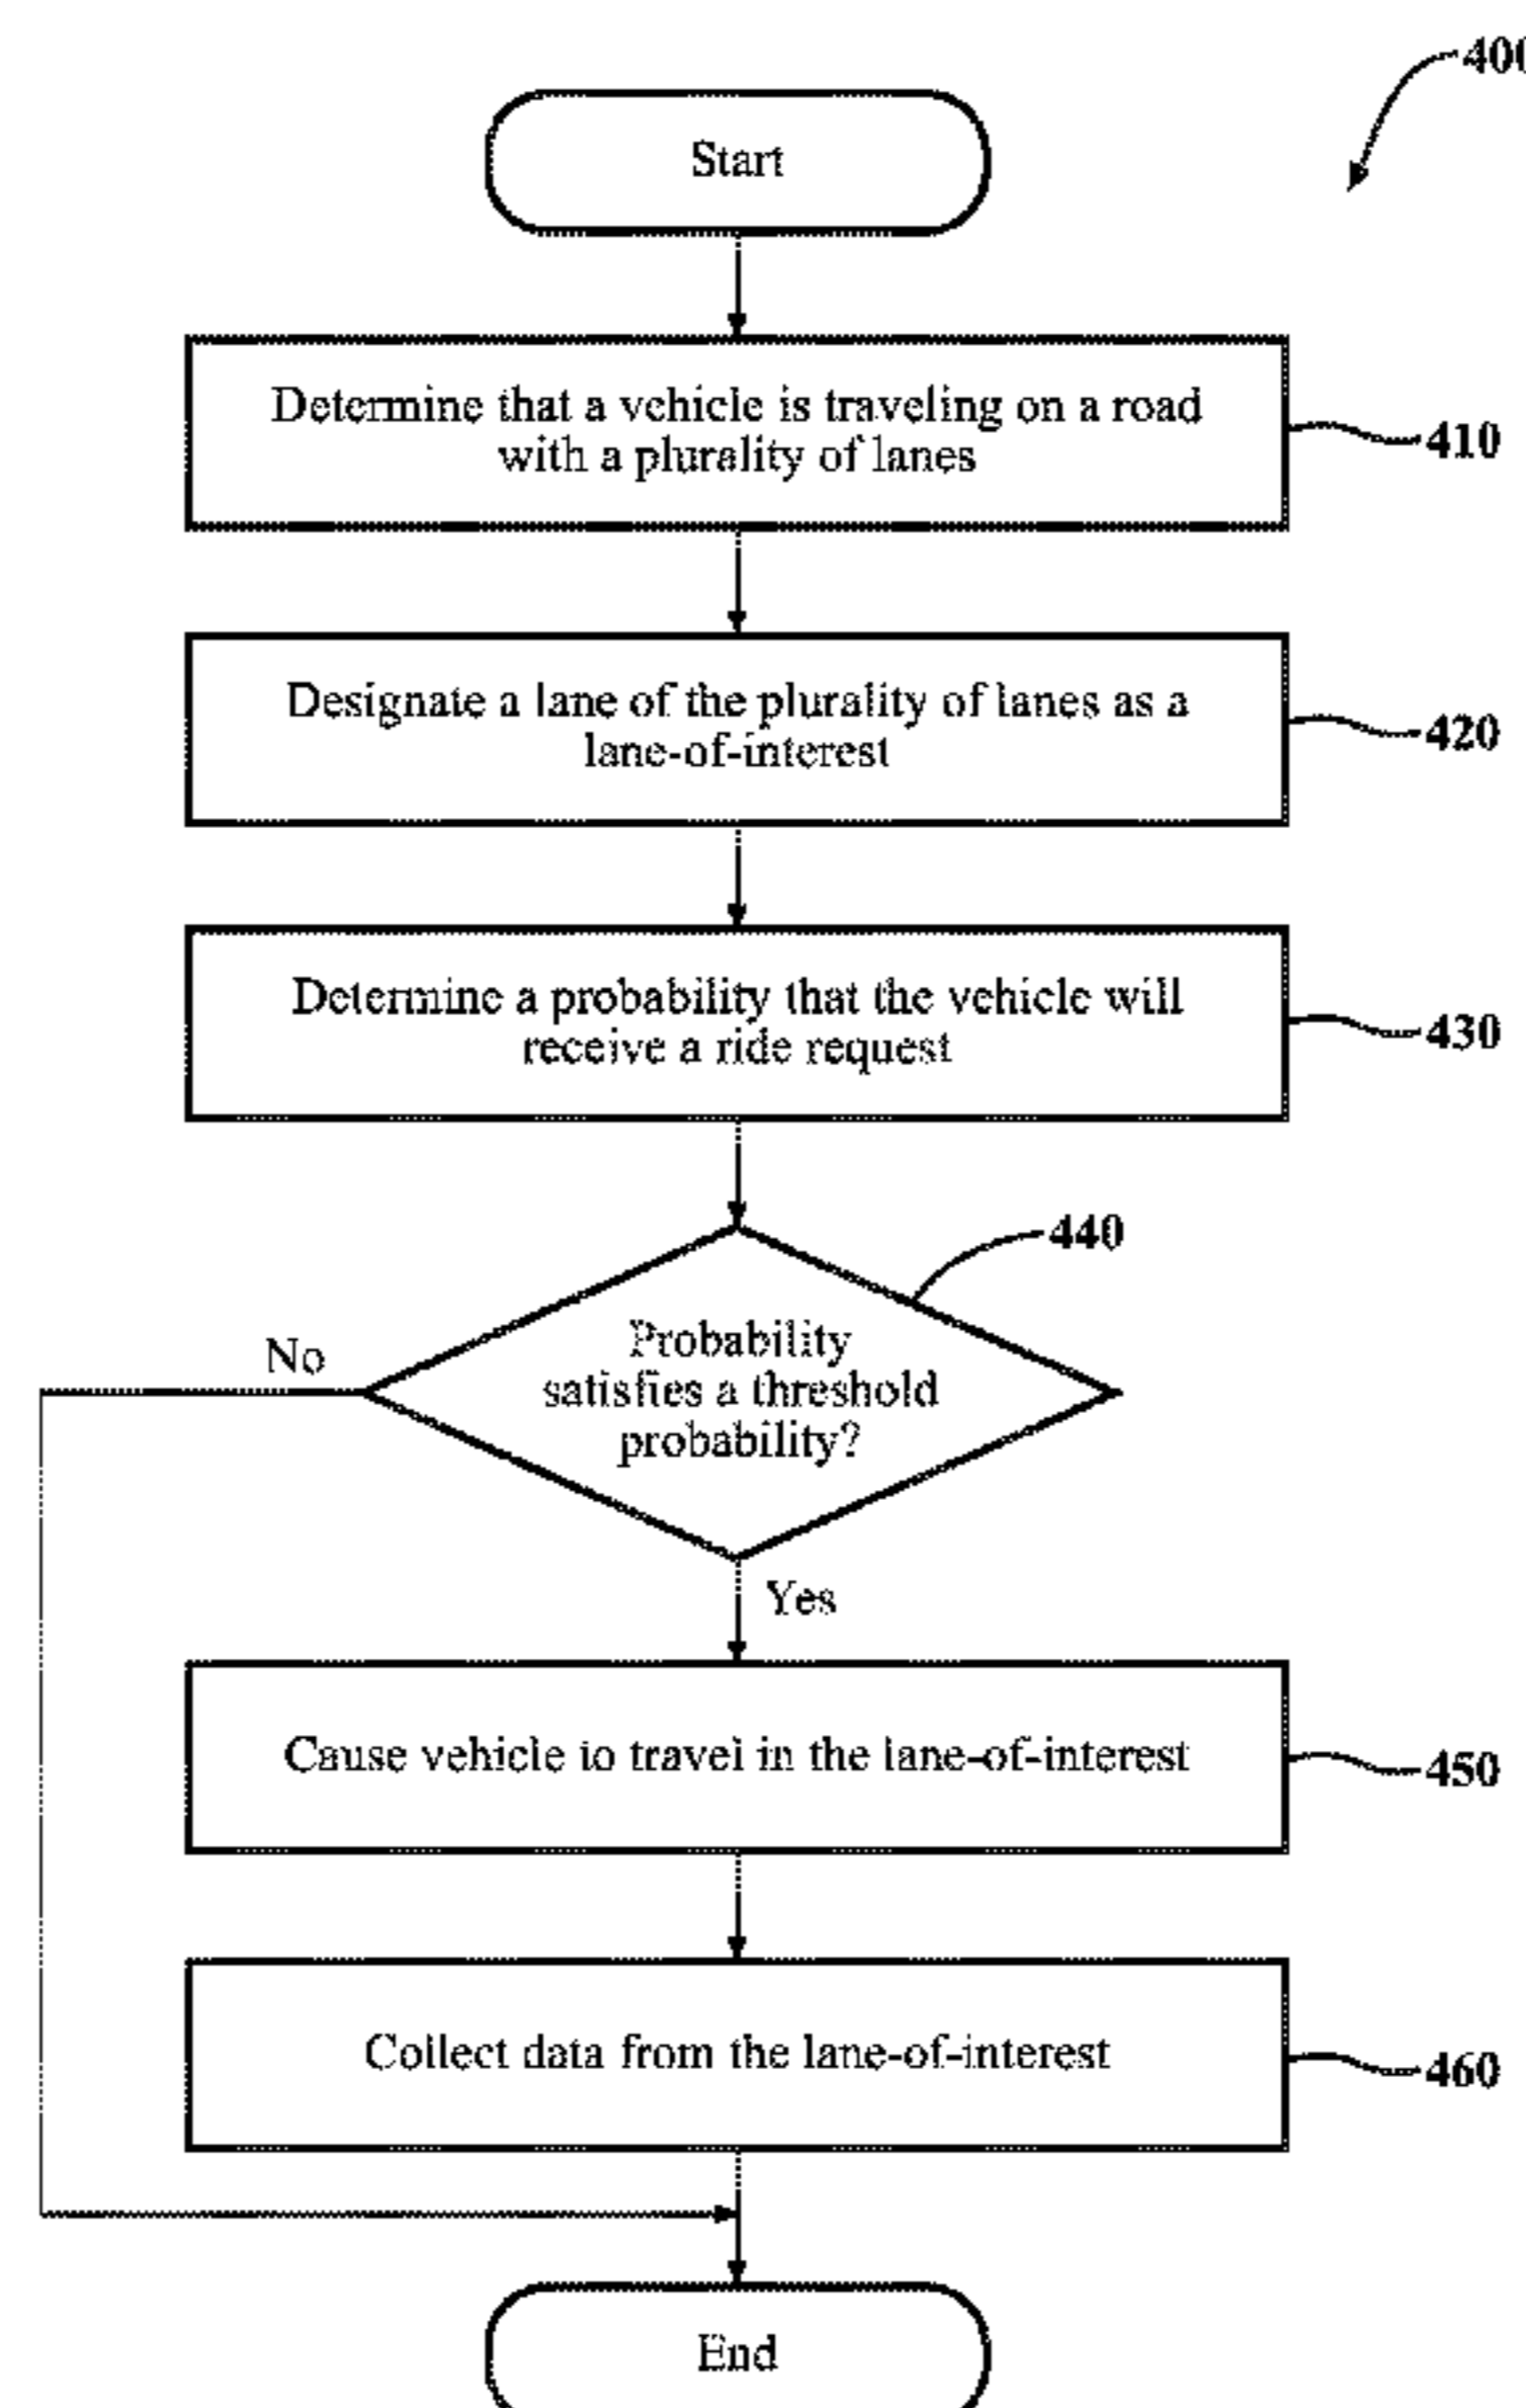 400
Start
Determine that a vehicle is traveling on a road
with a plurality of lanes
410
Designate a lane of the plurality of lanes as a
lane-of-interest
420
Determine a probability that the vehicle will
receive a ride request
430
440
Probability
satisfies a threshold
probability?
No
Yes
Cause vehicle to travel in the lane-of-interest
450
Collect data from the lane-of-interest
460
End